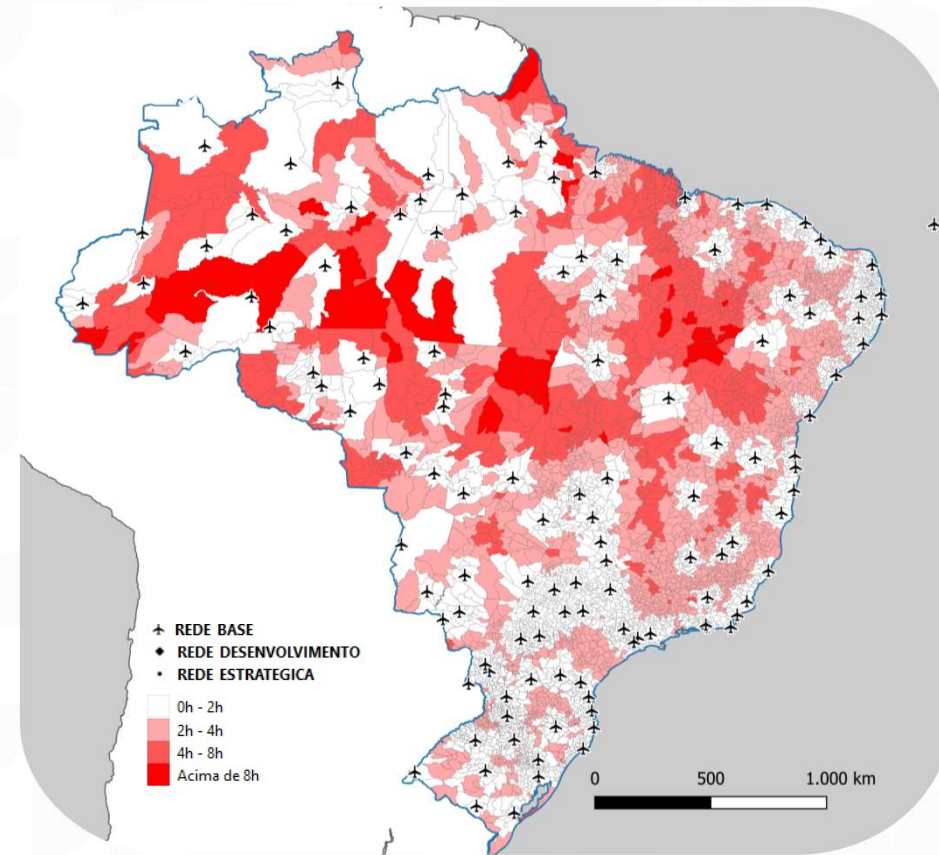 REDE BASE
REDE DESENVOLVIMENTO
REDE ESTRATEGICA
0h - 2h
2h - 4h
4h - 8h
Acima de 8h
0 500 1.000 km